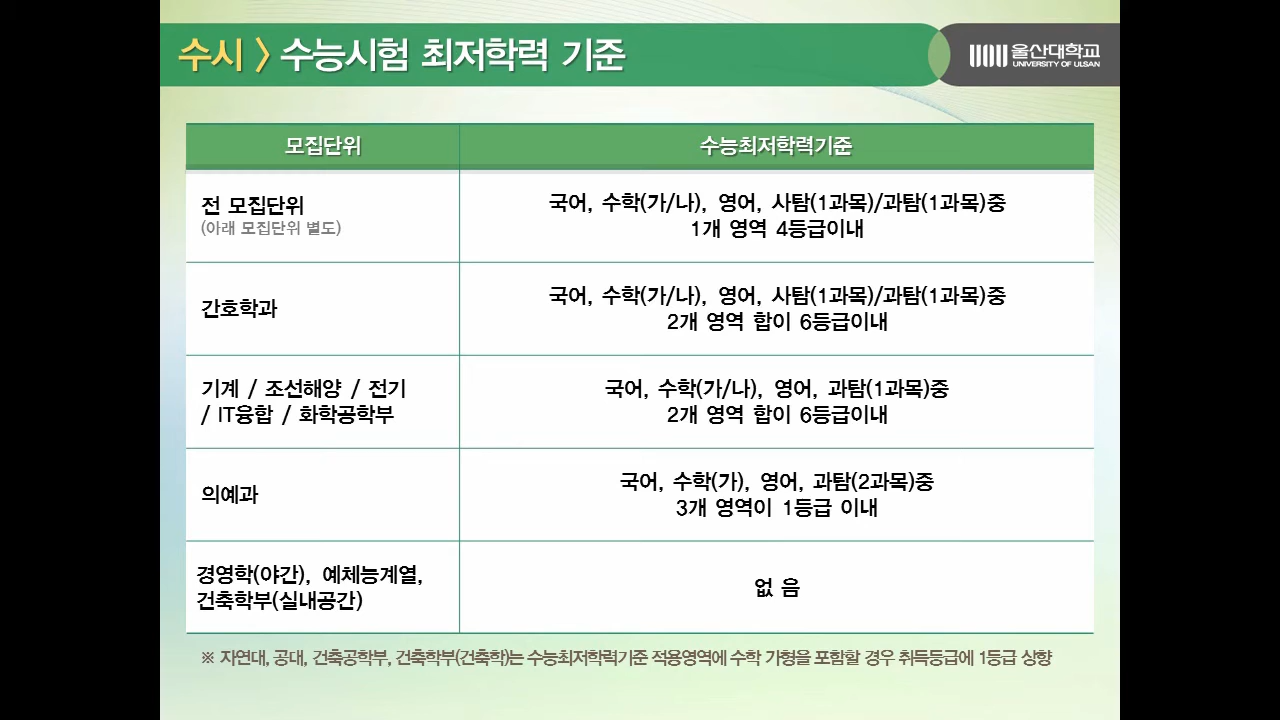 수시 > 수능시험 최저학력 기준
울산대학교
UNIVERSITY OF ULSAN
모집단위
수능최저학력기준
전 모집단위
(아래 모집단위 별도)
국어, 수학(가/나), 영어, 사탐(1과목)/과탐(1과목)중
1개 영역 4등급이내
간호학과
국어, 수학(가/나), 영어, 사탐(1과목)/과탐(1과목)중
2개 영역 합이 6등급이내
기계 / 조선해양 / 전기
/ IT융합 / 화학공학부
국어, 수학(가/나), 영어, 과탐(1과목)중
2개 영역 합이 6등급이내
의예과
국어, 수학(가), 영어, 과탐(2과목)중
3개 영역이 1등급 이내
경영학(야간), 예체능계열,
건축학부(실내공간)
없 음
※ 자연대, 공대, 건축공학부, 건축학부(건축학)는 수능최저학력기준 적용영역에 수학 가형을 포함할 경우 취득등급에 1등급 상향